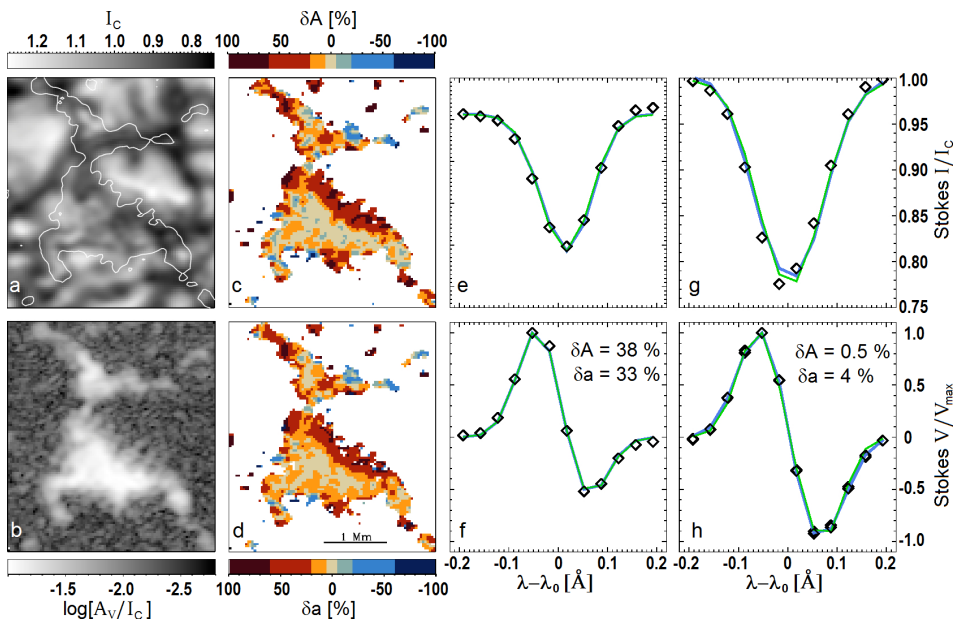 I_C
δA [%]
1.2 1.1 1.0 0.9 0.8
100 50 0 -50 -100
a
c
e
g
1.00
0.95
0.90
0.85
0.80
0.75
Stokes I/I_C
b
d
1 Mm
f
δA = 38 %
δa = 33 %
h
δA = 0.5 %
δa = 4 %
1.0
0.5
0
-0.5
-1.0
Stokes V/V_max
-0.2 -0.1 0 0.1 0.2
-0.2 -0.1 0 0.1 0.2
λ−λ₀ [Å]
λ−λ₀ [Å]
-1.5 -2.0 -2.5
100 50 0 -50 -100
log[A_V/I_C]
δa [%]